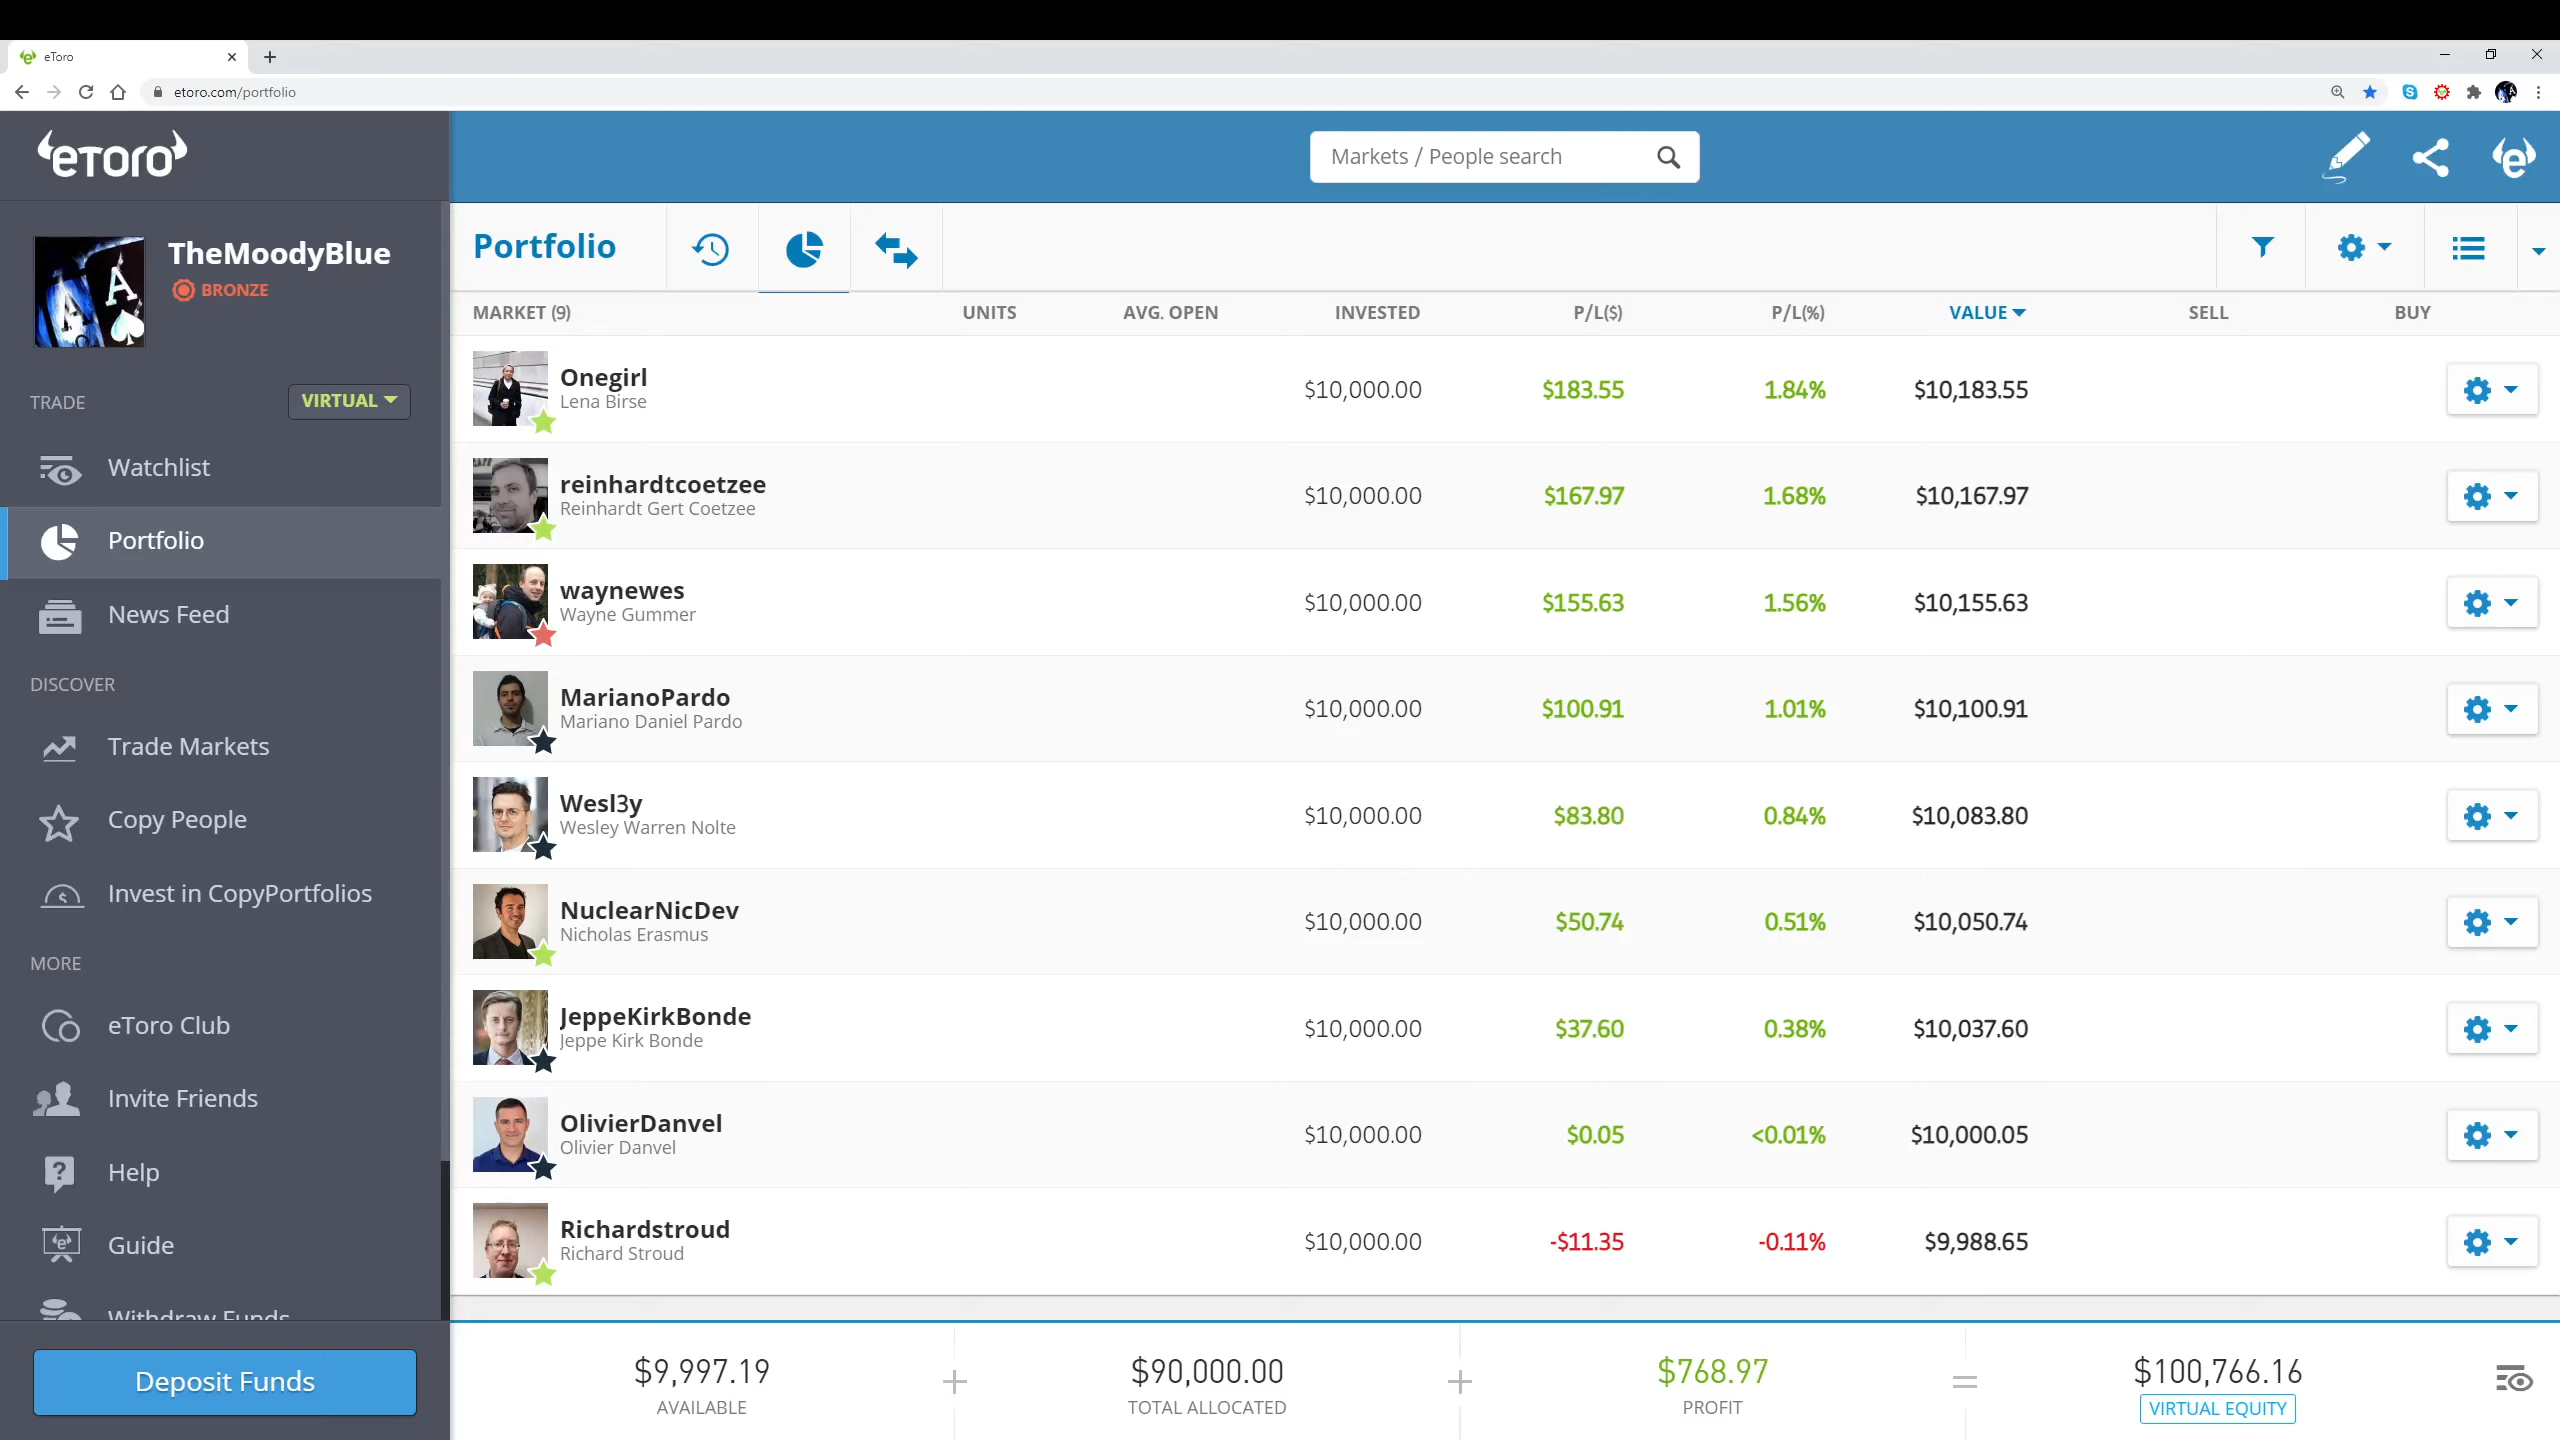 eToro
etoro.com/portfolio
eToro
Markets / People search
TheMoodyBlue
BRONZE
TRADE
VIRTUAL
Watchlist
Portfolio
News Feed
DISCOVER
Trade Markets
Copy People
Invest in CopyPortfolios
MORE
eToro Club
Invite Friends
Help
Guide
Withdraw Funds
Deposit Funds
Portfolio
MARKET (9) UNITS AVG. OPEN INVESTED P/L($) P/L(%) VALUE SELL BUY
Onegirl
Lena Birse
$10,000.00 $183.55 1.84% $10,183.55
reinhardtcoetzee
Reinhardt Gert Coetzee
$10,000.00 $167.97 1.68% $10,167.97
waynewes
Wayne Gummer
$10,000.00 $155.63 1.56% $10,155.63
MarianoPardo
Mariano Daniel Pardo
$10,000.00 $100.91 1.01% $10,100.91
Wesl3y
Wesley Warren Nolte
$10,000.00 $83.80 0.84% $10,083.80
NuclearNicDev
Nicholas Erasmus
$10,000.00 $50.74 0.51% $10,050.74
JeppeKirkBonde
Jeppe Kirk Bonde
$10,000.00 $37.60 0.38% $10,037.60
OlivierDanvel
Olivier Danvel
$10,000.00 $0.05 <0.01% $10,000.05
Richardstroud
Richard Stroud
$10,000.00 -$11.35 -0.11% $9,988.65
$9,997.19 + $90,000.00 + $768.97 = $100,766.16
AVAILABLE TOTAL ALLOCATED PROFIT VIRTUAL EQUITY